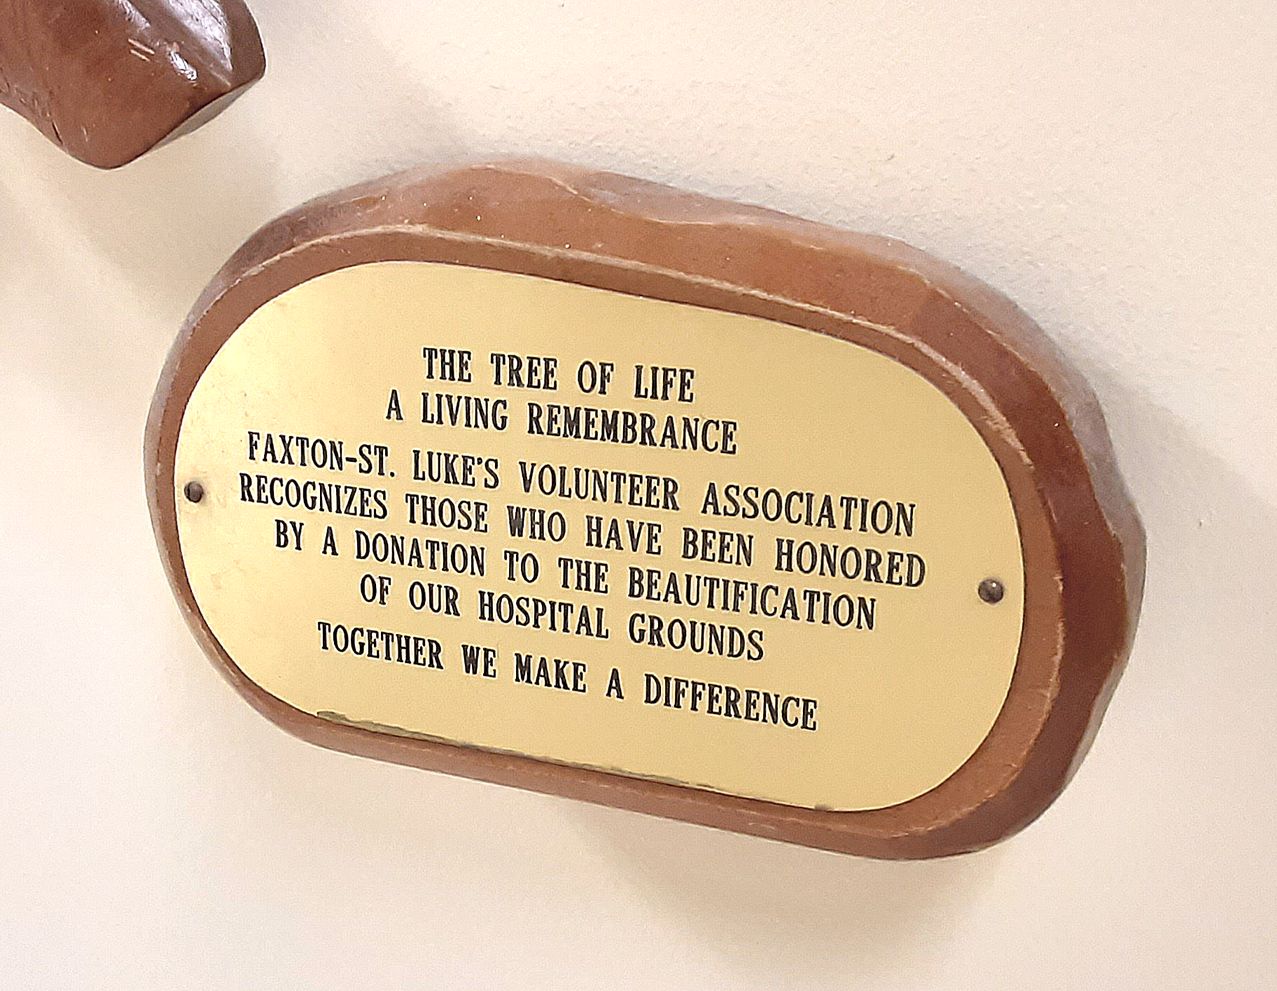 THE TREE OF LIFE
A LIVING REMEMBRANCE
FAXTON-ST. LUKE'S VOLUNTEER ASSOCIATION
RECOGNIZES THOSE WHO HAVE BEEN HONORED
BY A DONATION TO THE BEAUTIFICATION
OF OUR HOSPITAL GROUNDS
TOGETHER WE MAKE A DIFFERENCE